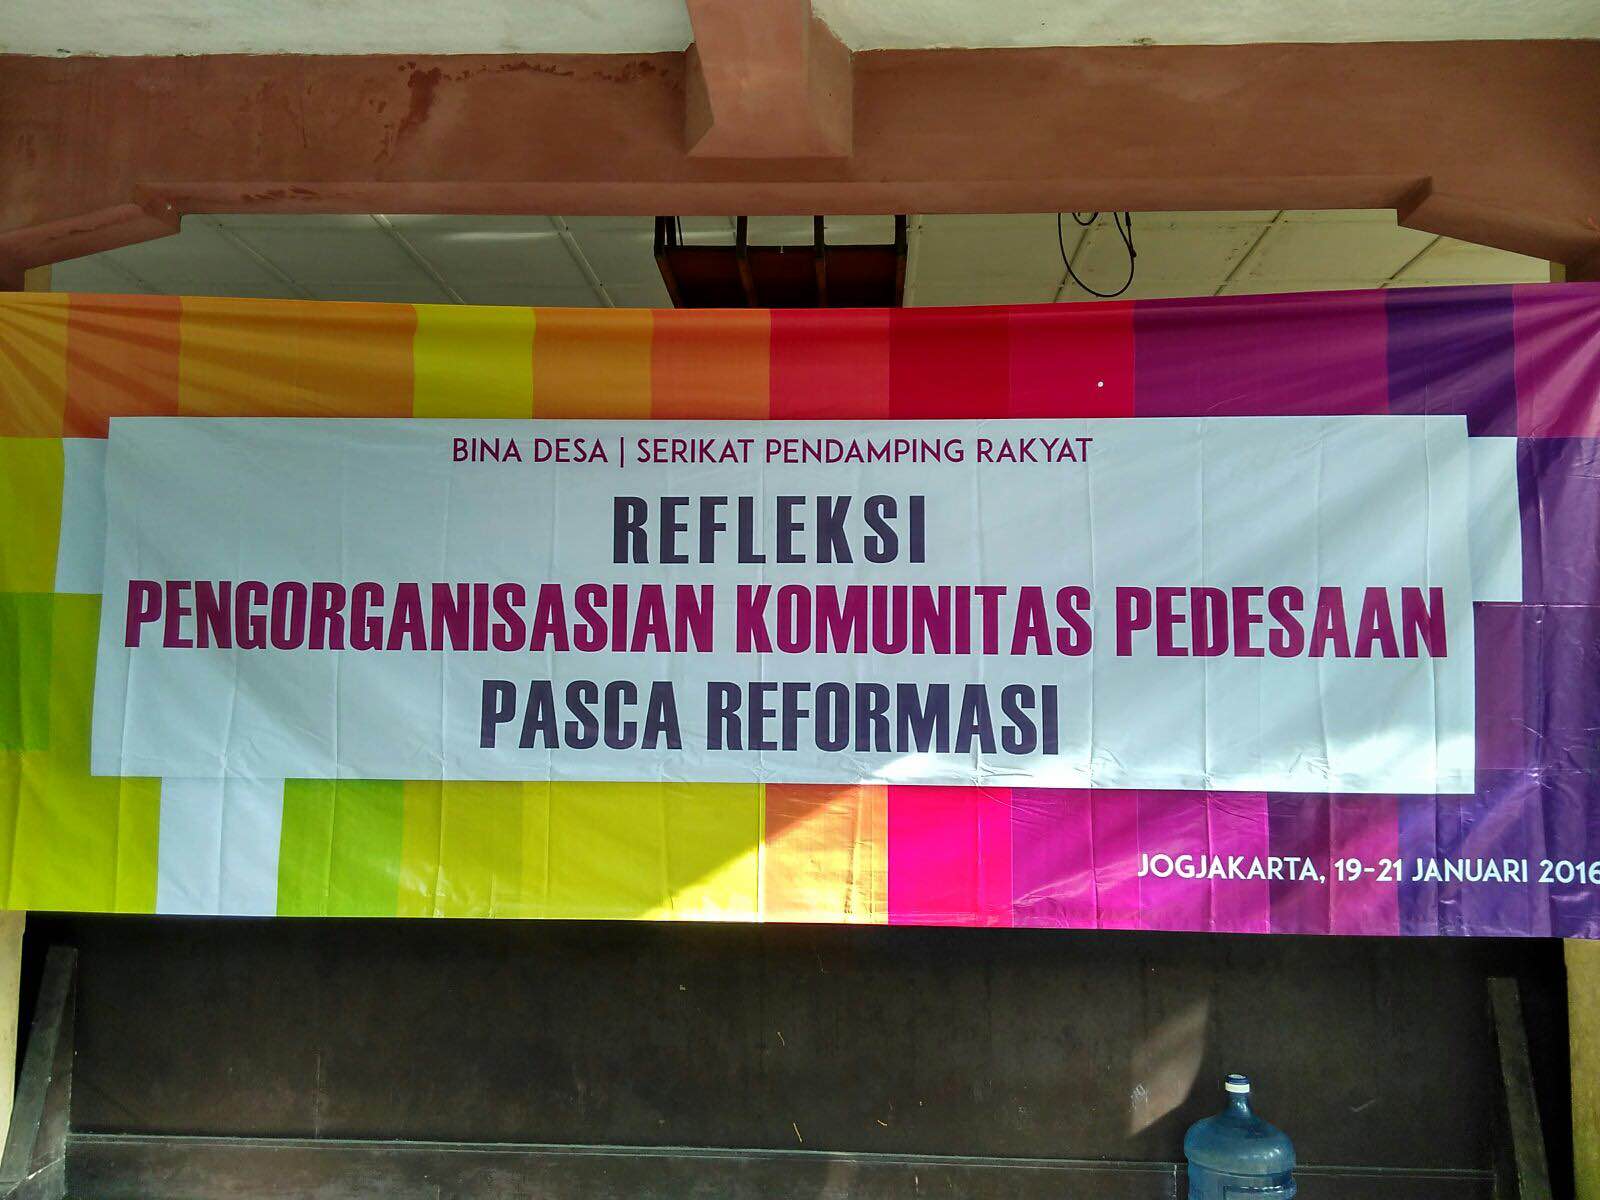 BINA DESA | SERIKAT PENDAMPING RAKYAT
REFLEKSI
PENGORGANISASIAN KOMUNITAS PEDESAAN
PASCA REFORMASI
JOGJAKARTA, 19-21 JANUARI 2016